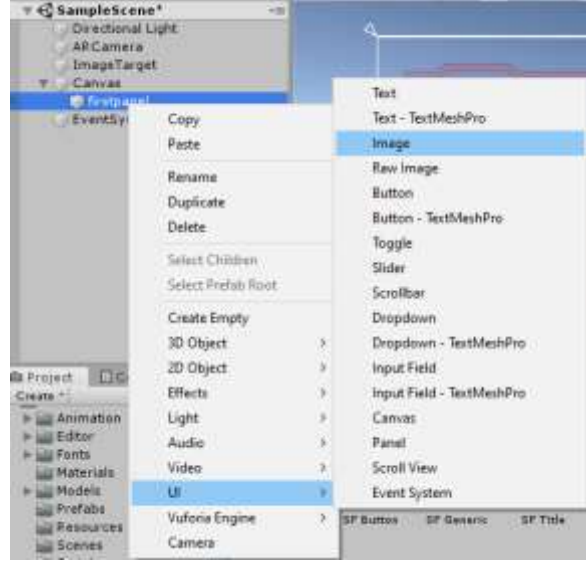 SampleScene*
Directional Light
ARCamera
ImageTarget
Canvas
firstpanel
EventSy
Copy
Paste
Rename
Duplicate
Delete
Select Children
Select Prefab Root
Create Empty
3D Object
2D Object
Effects
Light
Audio
Video
UI
Vuforia Engine
Camera
Text
Text - TextMeshPro
Image
Raw Image
Button
Button - TextMeshPro
Toggle
Slider
Scrollbar
Dropdown
Dropdown - TextMeshPro
Input Field
Input Field - TextMeshPro
Canvas
Panel
Scroll View
Event System
Project
Create
Animation
Editor
Fonts
Materials
Models
Prefabs
Resources
Scenes
SF Button SF Generic SF Title